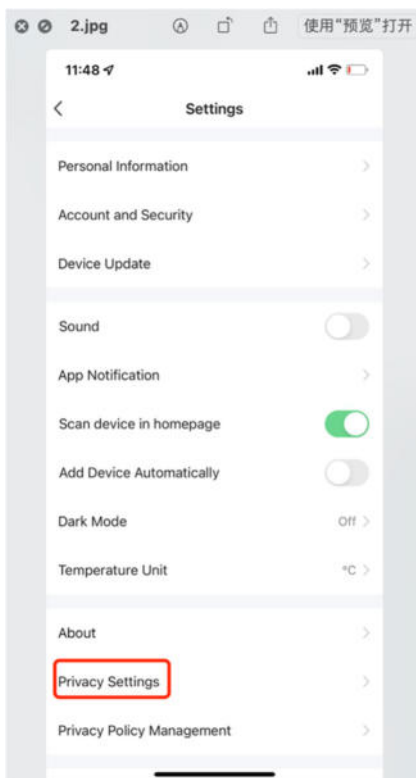 2.jpg 使用“预览”打开
11:48
Settings
Personal Information
Account and Security
Device Update
Sound
App Notification
Scan device in homepage
Add Device Automatically
Dark Mode Off
Temperature Unit °C
About
Privacy Settings
Privacy Policy Management